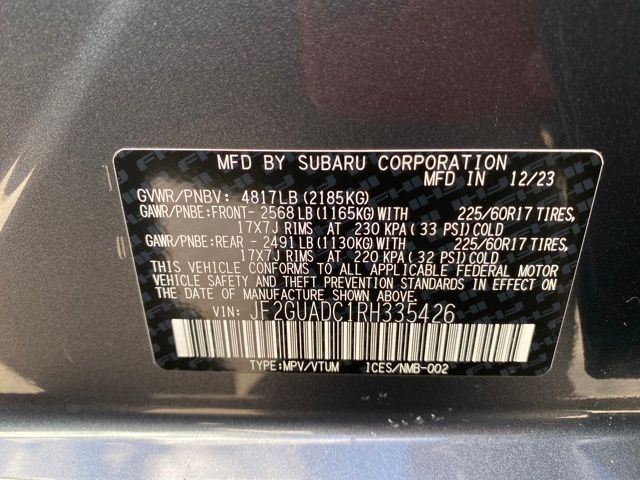 MFD BY SUBARU CORPORATION
MFD IN 12/23
GVWR/PNBV: 4817LB (2185KG)
GAWR/PNBE:FRONT- 2568 LB (1165KG) WITH 225/60R17 TIRES,
17X7J RIMS AT 230 KPA ( 33 PSI) COLD
GAWR/PNBE:REAR - 2491 LB (1130KG) WITH 225/60R17 TIRES,
17X7J RIMS AT 220 KPA ( 32 PSI) COLD
THIS VEHICLE CONFORMS TO ALL APPLICABLE FEDERAL MOTOR
VEHICLE SAFETY AND THEFT PREVENTION STANDARDS IN EFFECT ON
THE DATE OF MANUFACTURE SHOWN ABOVE.
VIN: JF2GUADC1RH335426
TYPE:MPV/VTUM ICES/NMB-002